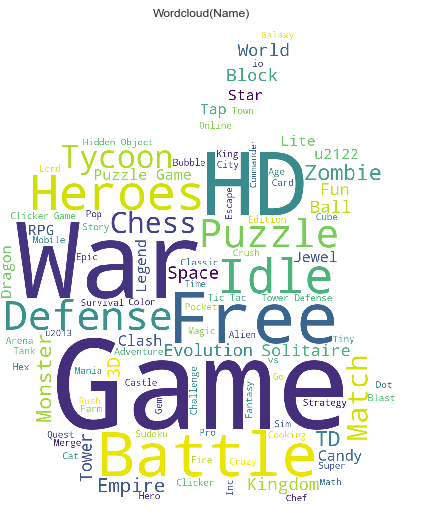 Wordcloud(Name)
Galaxy
World
io
Block
Star
Tap
Town
Online
Hidden Object
Lite
Tycoon
Bubble
King
City
Commander
HD
u2122
Lord
Puzzle Game
Age
Card
Zombie
Heroes
Escape
Fun
Clicker Game
Pop
Chess
Edition
Cube
Ball
RPG
Story
Puzzle
Mobile
War
Epic
Legend
Classic
Crush
Jewel
Dragon
Space
Idle
Time
Survival
Color
Tic Tac
Tower Defense
Defense
Pocket
Free
u2013
Magic
Alien
Tiny
Arena
Clash
Tank
Adventure
Evolution
Solitaire
Monster
3D
vs
Hex
Mania
Castle
Challenge
Fantasy
Go
Match
Dot
Rush
Farm
Gem
Game
Strategy
Blast
Quest
Sudoku
Pro
Sim
Merge
Tower
Battle
Cooking
TD
Cat
Fire
Crazy
Candy
Super
Empire
Clicker
Inc
Kingdom
Math
Hero
Chef